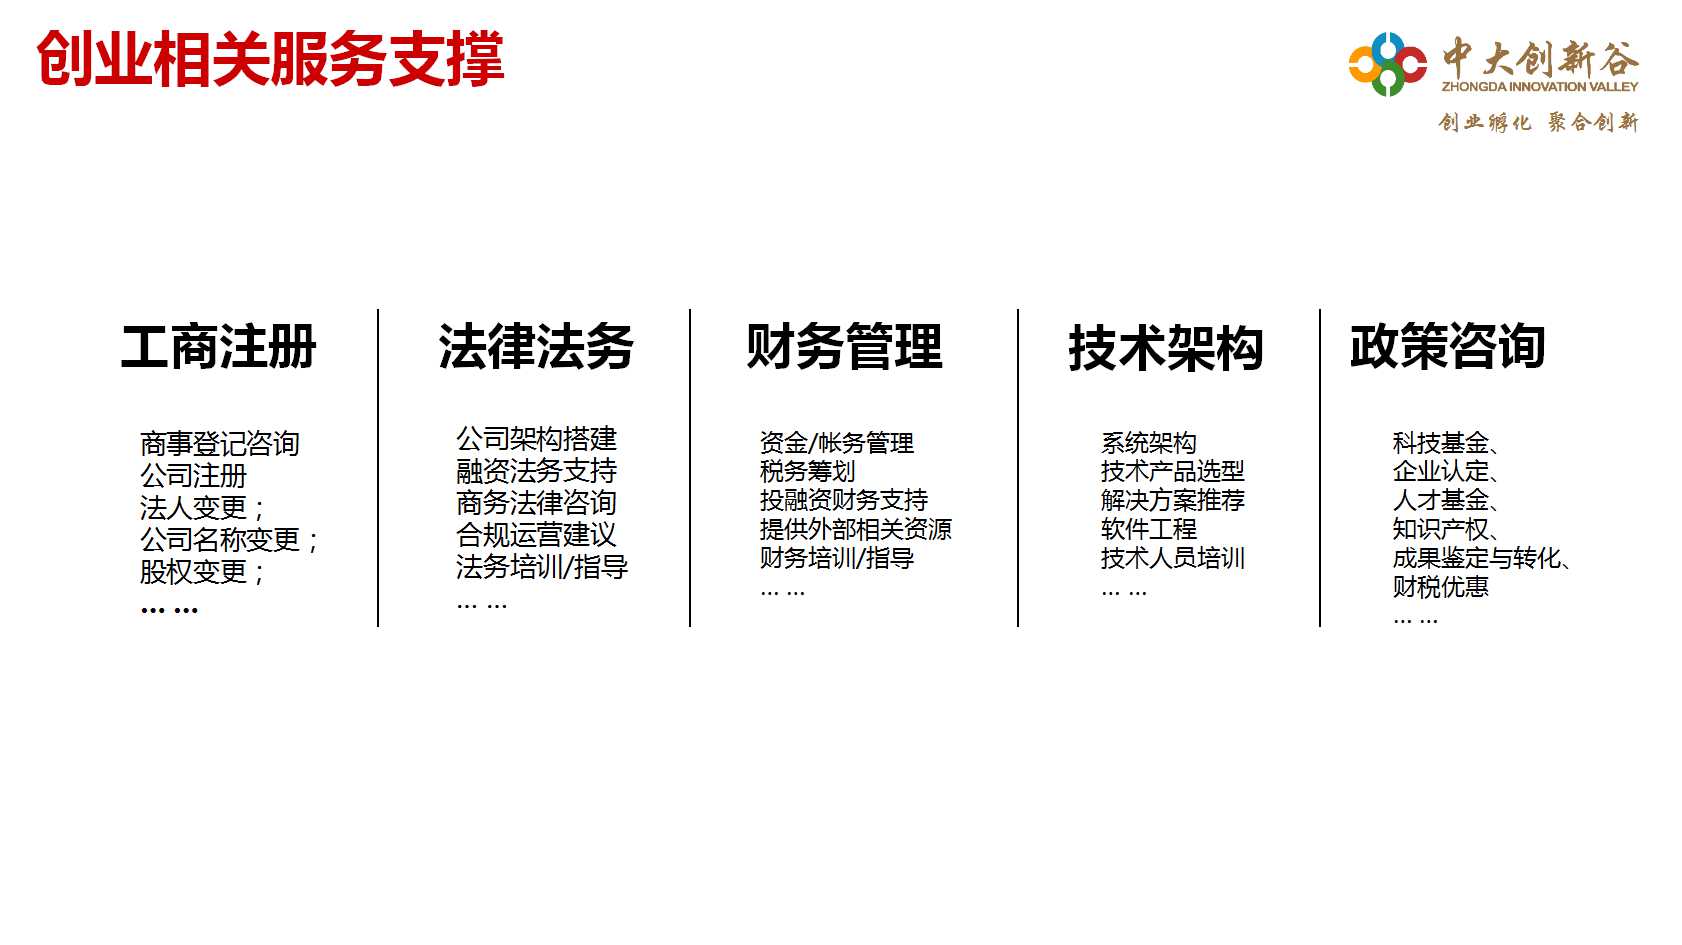 创业相关服务支撑
中大创新谷
ZHONGDA INNOVATION VALLEY
创业孵化 聚合创新
工商注册
商事登记咨询
公司注册
法人变更；
公司名称变更；
股权变更；
... ...
法律法务
公司架构搭建
融资法务支持
商务法律咨询
合规运营建议
法务培训/指导
... ...
财务管理
资金/帐务管理
税务筹划
投融资财务支持
提供外部相关资源
财务培训/指导
... ...
技术架构
系统架构
技术产品选型
解决方案推荐
软件工程
技术人员培训
... ...
政策咨询
科技基金、
企业认定、
人才基金、
知识产权、
成果鉴定与转化、
财税优惠
... ...